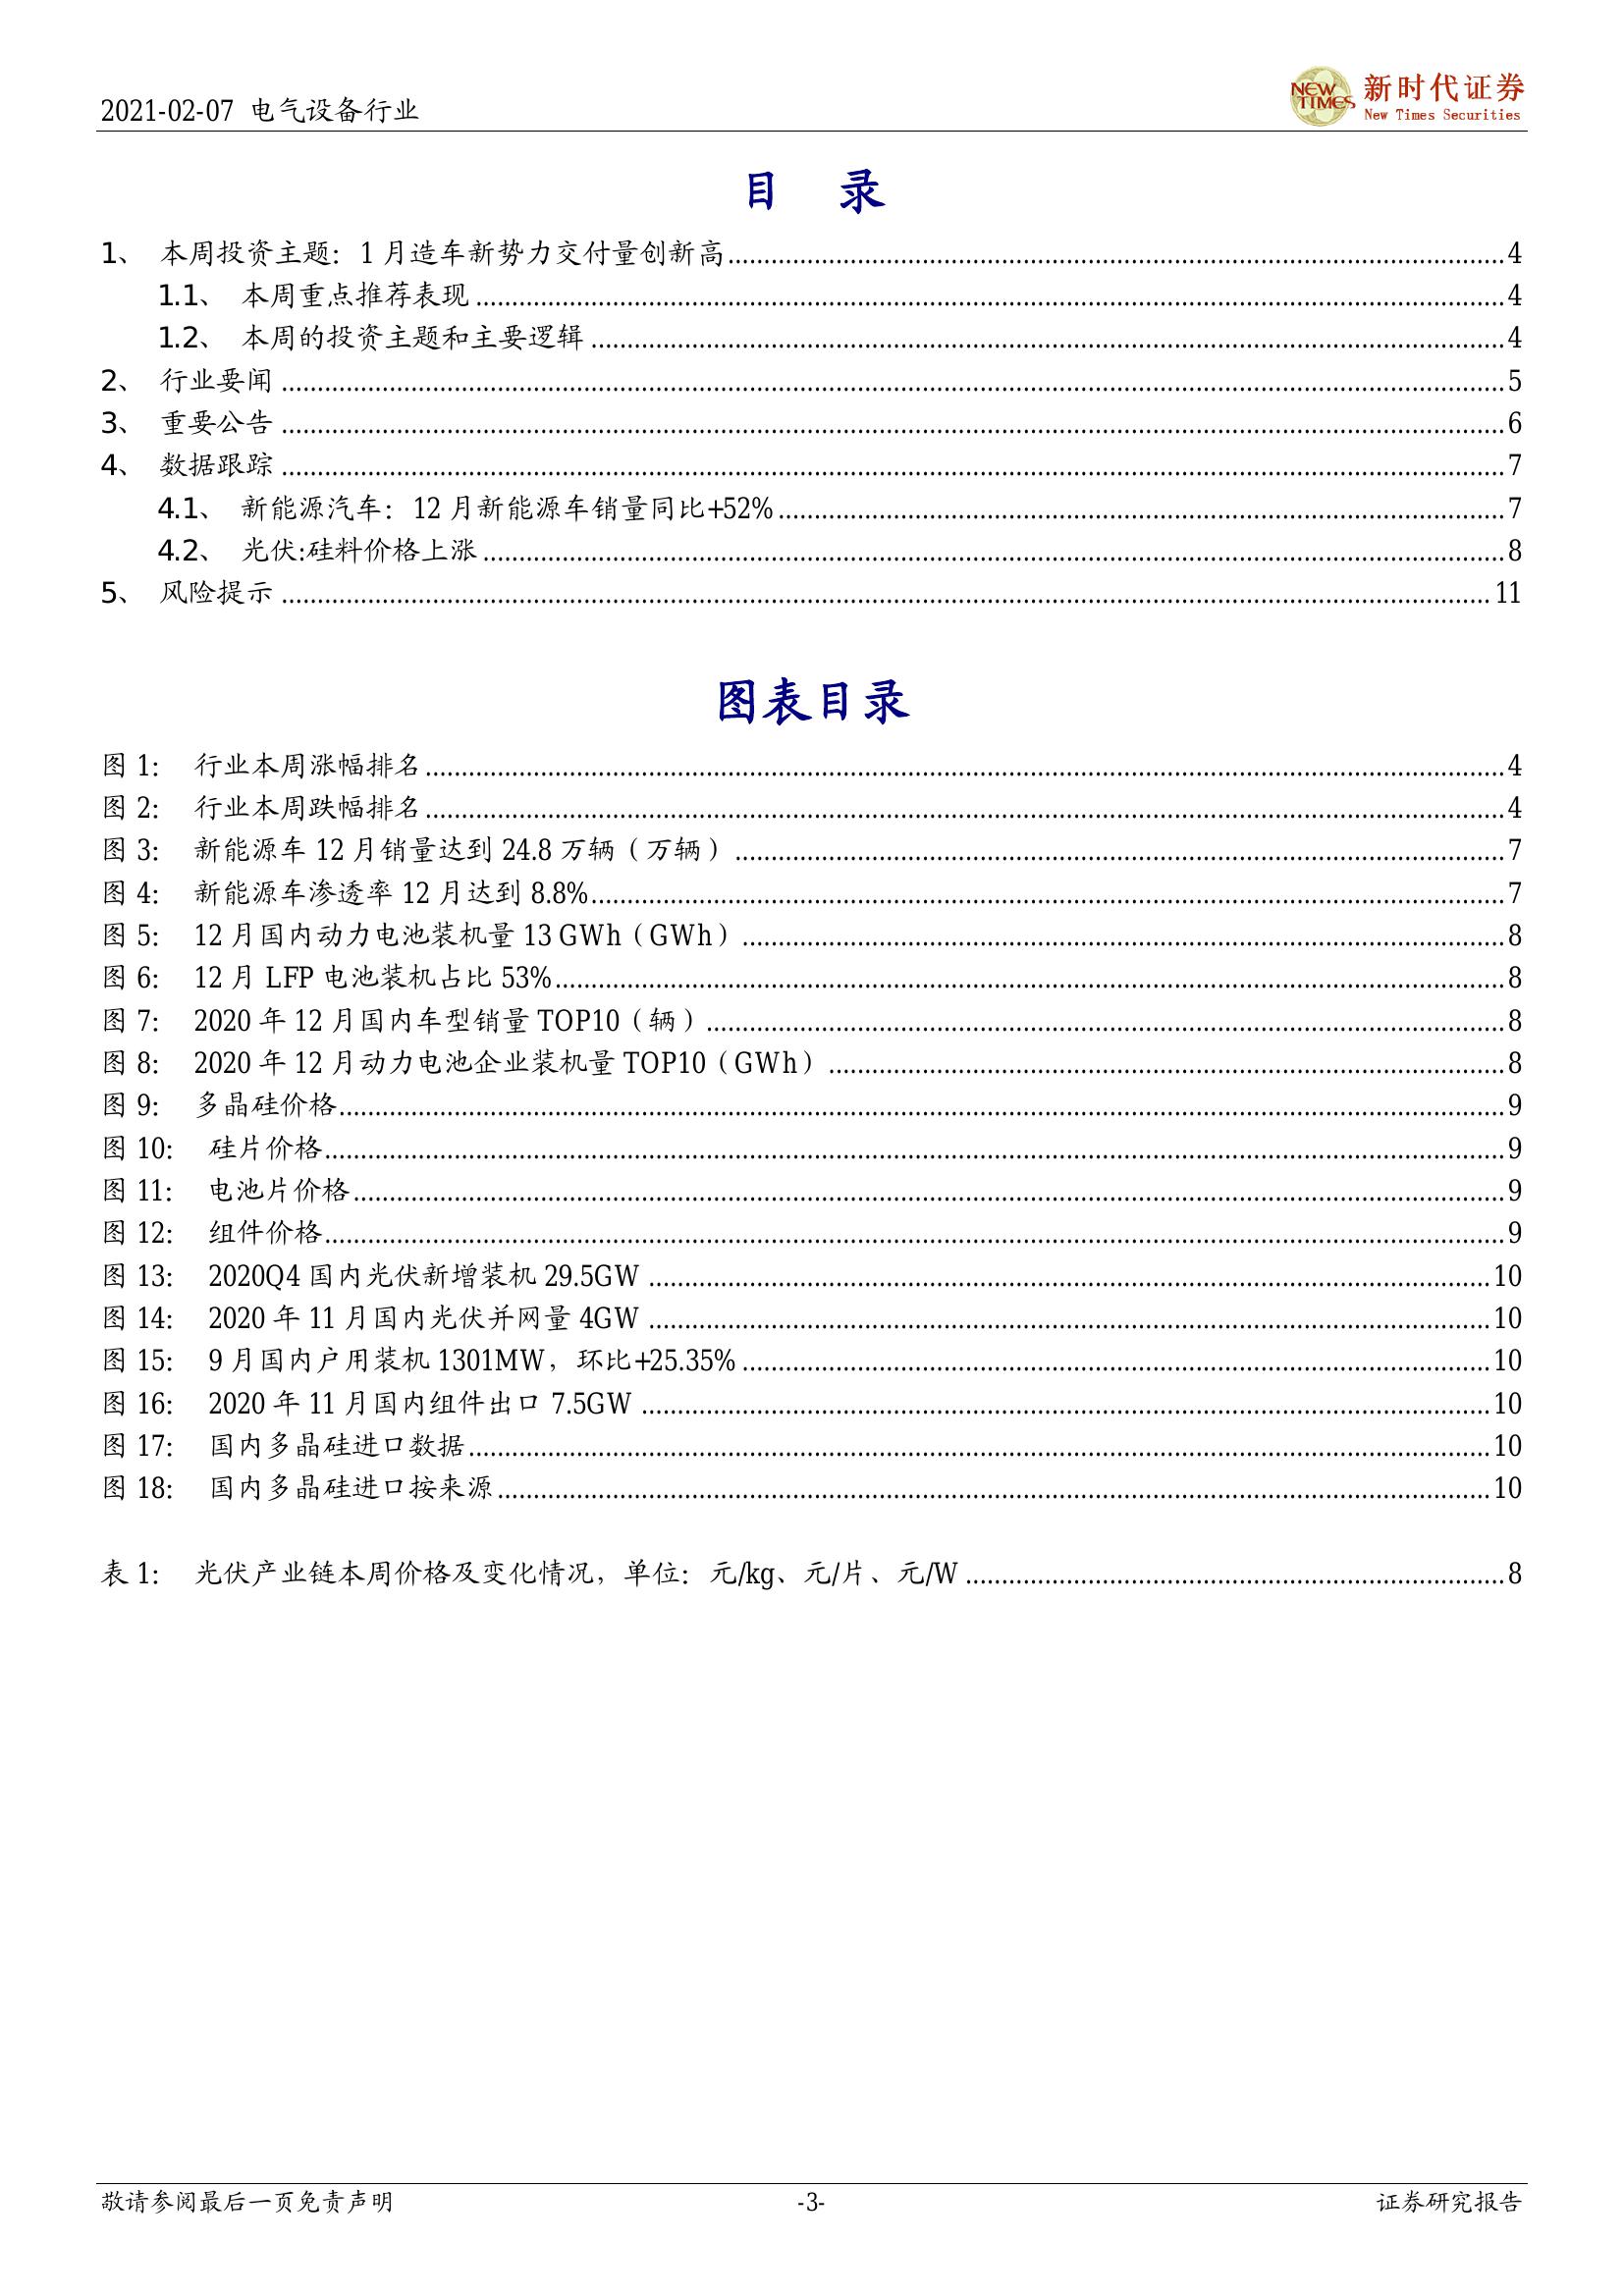 2021-02-07 电气设备行业
NEW TIMES 新时代证券
New Times Securities
目 录
1、 本周投资主题：1 月造车新势力交付量创新高 4
1.1、 本周重点推荐表现 4
1.2、 本周的投资主题和主要逻辑 4
2、 行业要闻 5
3、 重要公告 6
4、 数据跟踪 7
4.1、 新能源汽车：12 月新能源车销量同比+52% 7
4.2、 光伏:硅料价格上涨 8
5、 风险提示 11
图表目录
图 1： 行业本周涨幅排名 4
图 2： 行业本周跌幅排名 4
图 3： 新能源车 12 月销量达到 24.8 万辆（万辆） 7
图 4： 新能源车渗透率 12 月达到 8.8% 7
图 5： 12 月国内动力电池装机量 13 GWh（GWh） 8
图 6： 12 月 LFP 电池装机占比 53% 8
图 7： 2020 年 12 月国内车型销量 TOP10（辆） 8
图 8： 2020 年 12 月动力电池企业装机量 TOP10（GWh） 8
图 9： 多晶硅价格 9
图 10： 硅片价格 9
图 11： 电池片价格 9
图 12： 组件价格 9
图 13： 2020Q4 国内光伏新增装机 29.5GW 10
图 14： 2020 年 11 月国内光伏并网量 4GW 10
图 15： 9 月国内户用装机 1301MW，环比+25.35% 10
图 16： 2020 年 11 月国内组件出口 7.5GW 10
图 17： 国内多晶硅进口数据 10
图 18： 国内多晶硅进口按来源 10
表 1： 光伏产业链本周价格及变化情况，单位：元/kg、元/片、元/W 8
敬请参阅最后一页免责声明 -3- 证券研究报告